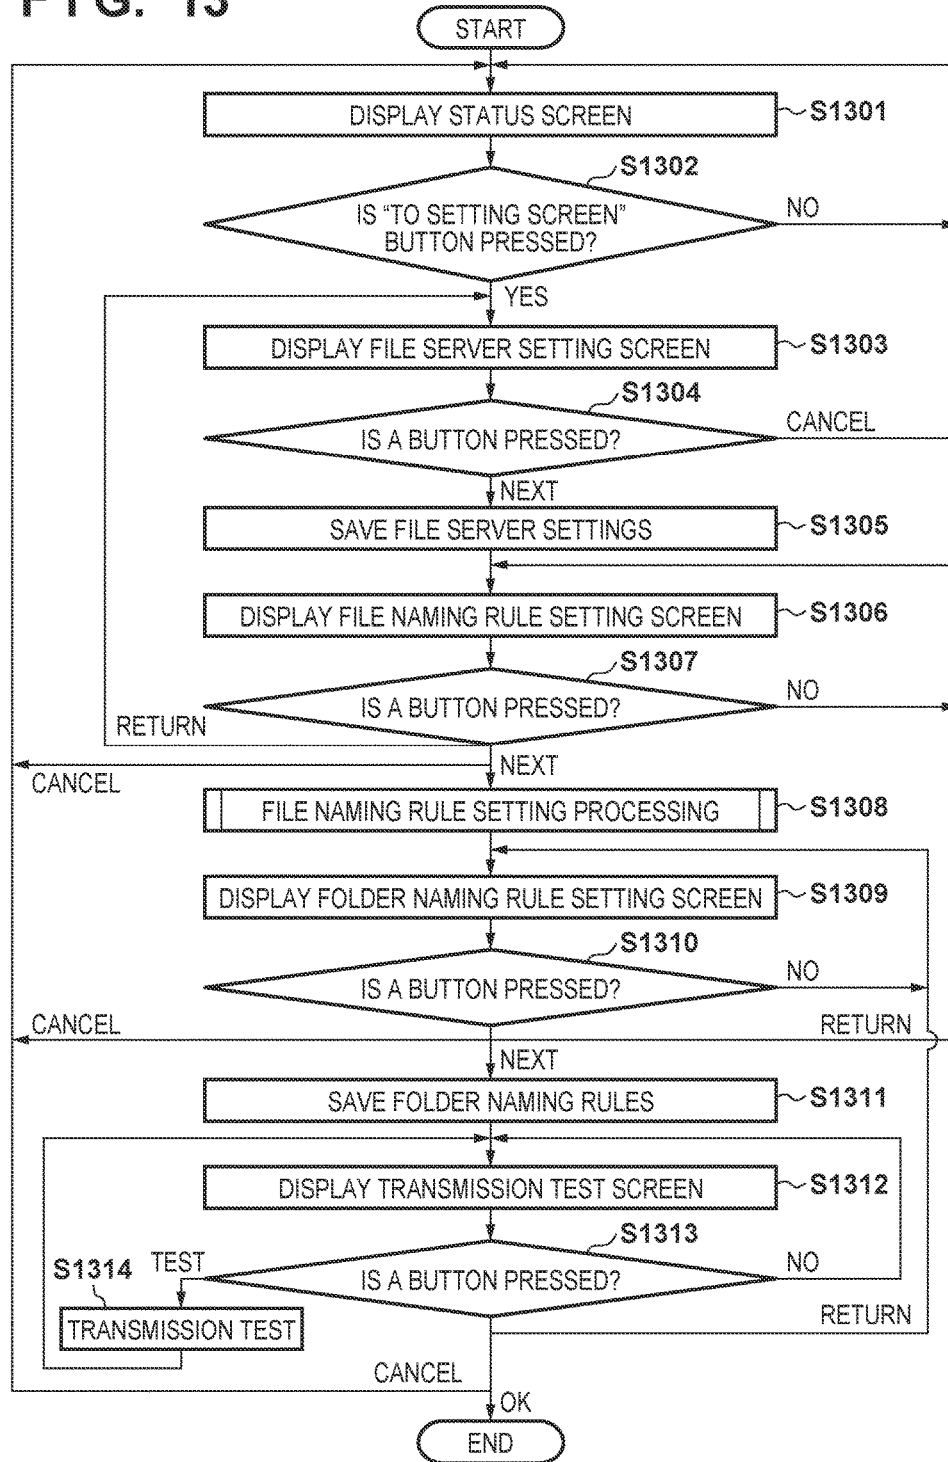 FIG. 13
START
DISPLAY STATUS SCREEN
S1301
S1302
IS "TO SETTING SCREEN"
BUTTON PRESSED?
NO
YES
DISPLAY FILE SERVER SETTING SCREEN
S1303
S1304
IS A BUTTON PRESSED?
CANCEL
NEXT
SAVE FILE SERVER SETTINGS
S1305
DISPLAY FILE NAMING RULE SETTING SCREEN
S1306
S1307
IS A BUTTON PRESSED?
NO
RETURN
NEXT
CANCEL
FILE NAMING RULE SETTING PROCESSING
S1308
DISPLAY FOLDER NAMING RULE SETTING SCREEN
S1309
S1310
IS A BUTTON PRESSED?
NO
CANCEL
RETURN
NEXT
SAVE FOLDER NAMING RULES
S1311
DISPLAY TRANSMISSION TEST SCREEN
S1312
S1313
IS A BUTTON PRESSED?
NO
TEST
S1314
TRANSMISSION TEST
RETURN
CANCEL
OK
END